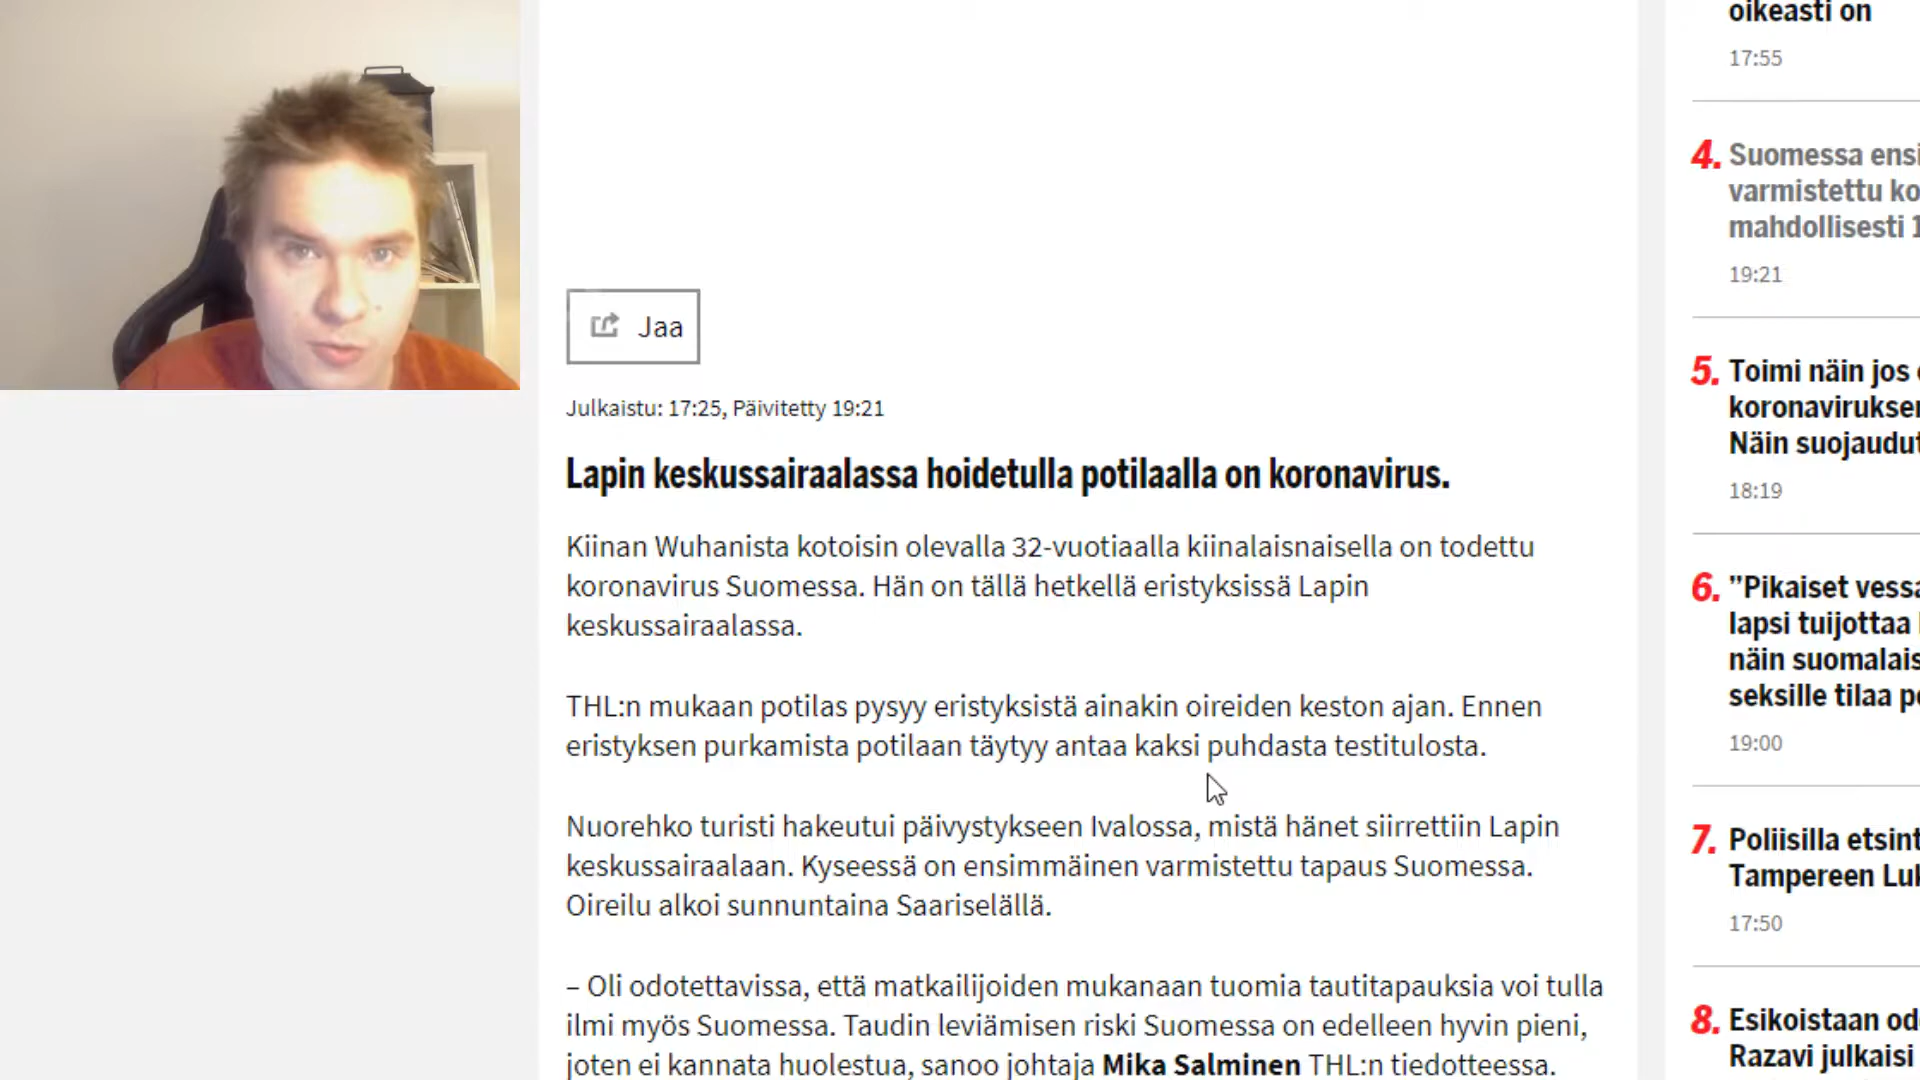 Jaa
Julkaistu: 17:25, Päivitetty 19:21
Lapin keskussairaalassa hoidetulla potilaalla on koronavirus.
Kiinan Wuhanista kotoisin olevalla 32-vuotiaalla kiinalaisnaisella on todettu
koronavirus Suomessa. Hän on tällä hetkellä eristyksissä Lapin
keskussairaalassa.
THL:n mukaan potilas pysyy eristyksistä ainakin oireiden keston ajan. Ennen
eristyksen purkamista potilaan täytyy antaa kaksi puhdasta testitulosta.
Nuorehko turisti hakeutui päivystykseen Ivalossa, mistä hänet siirrettiin Lapin
keskussairaalaan. Kyseessä on ensimmäinen varmistettu tapaus Suomessa.
Oireilu alkoi sunnuntaina Saariselällä.
– Oli odotettavissa, että matkailijoiden mukanaan tuomia tautitapauksia voi tulla
ilmi myös Suomessa. Taudin leviämisen riski Suomessa on edelleen hyvin pieni,
joten ei kannata huolestua, sanoo johtaja Mika Salminen THL:n tiedotteessa.
oikeasti on
17:55
4. Suomessa ensi
varmistettu ko
mahdollisesti 1
19:21
5. Toimi näin jos
koronaviruksen
Näin suojaudut
18:19
6. "Pikaiset vessa
lapsi tuijottaa
näin suomalais
seksille tilaa p
19:00
7. Poliisilla etsint
Tampereen Luk
17:50
8. Esikoistaan od
Razavi julkaisi